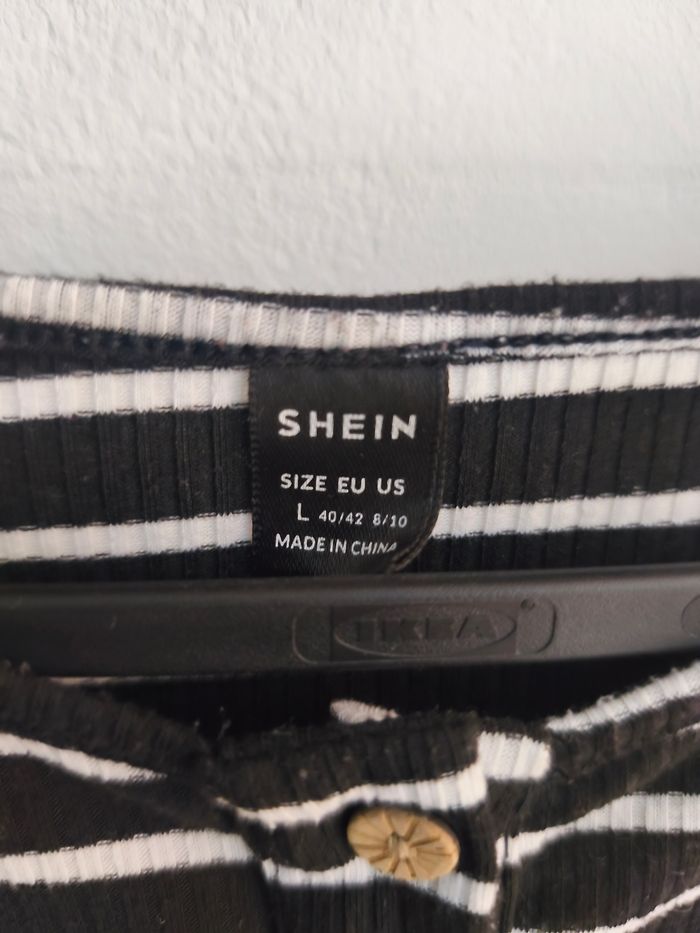 SHEIN
SIZE EU US
L 40/42 8/10
MADE IN CHINA
IKEA